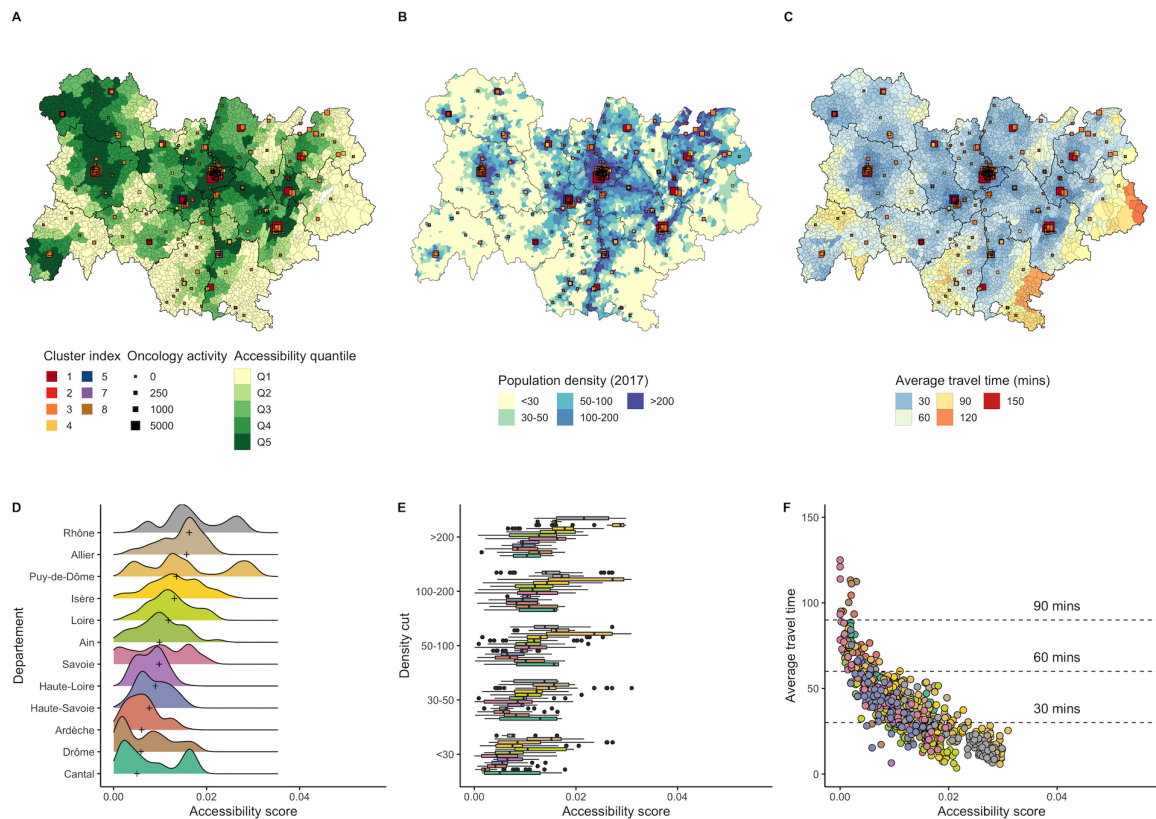 A
B
C
Cluster index
Oncology activity
Accessibility quantile
1
5
2
7
3
8
4
0
250
1000
5000
Q1
Q2
Q3
Q4
Q5
Population density (2017)
<30
50-100
>200
30-50
100-200
Average travel time (mins)
30
90
150
60
120
D
Departement
Rhône
Allier
Puy-de-Dôme
Isère
Loire
Ain
Savoie
Haute-Loire
Haute-Savoie
Ardèche
Drôme
Cantal
0.00
0.02
0.04
Accessibility score
E
Density cut
>200
100-200
50-100
30-50
<30
0.00
0.02
0.04
Accessibility score
F
Average travel time
150
100
50
0
90 mins
60 mins
30 mins
0.00
0.02
0.04
Accessibility score